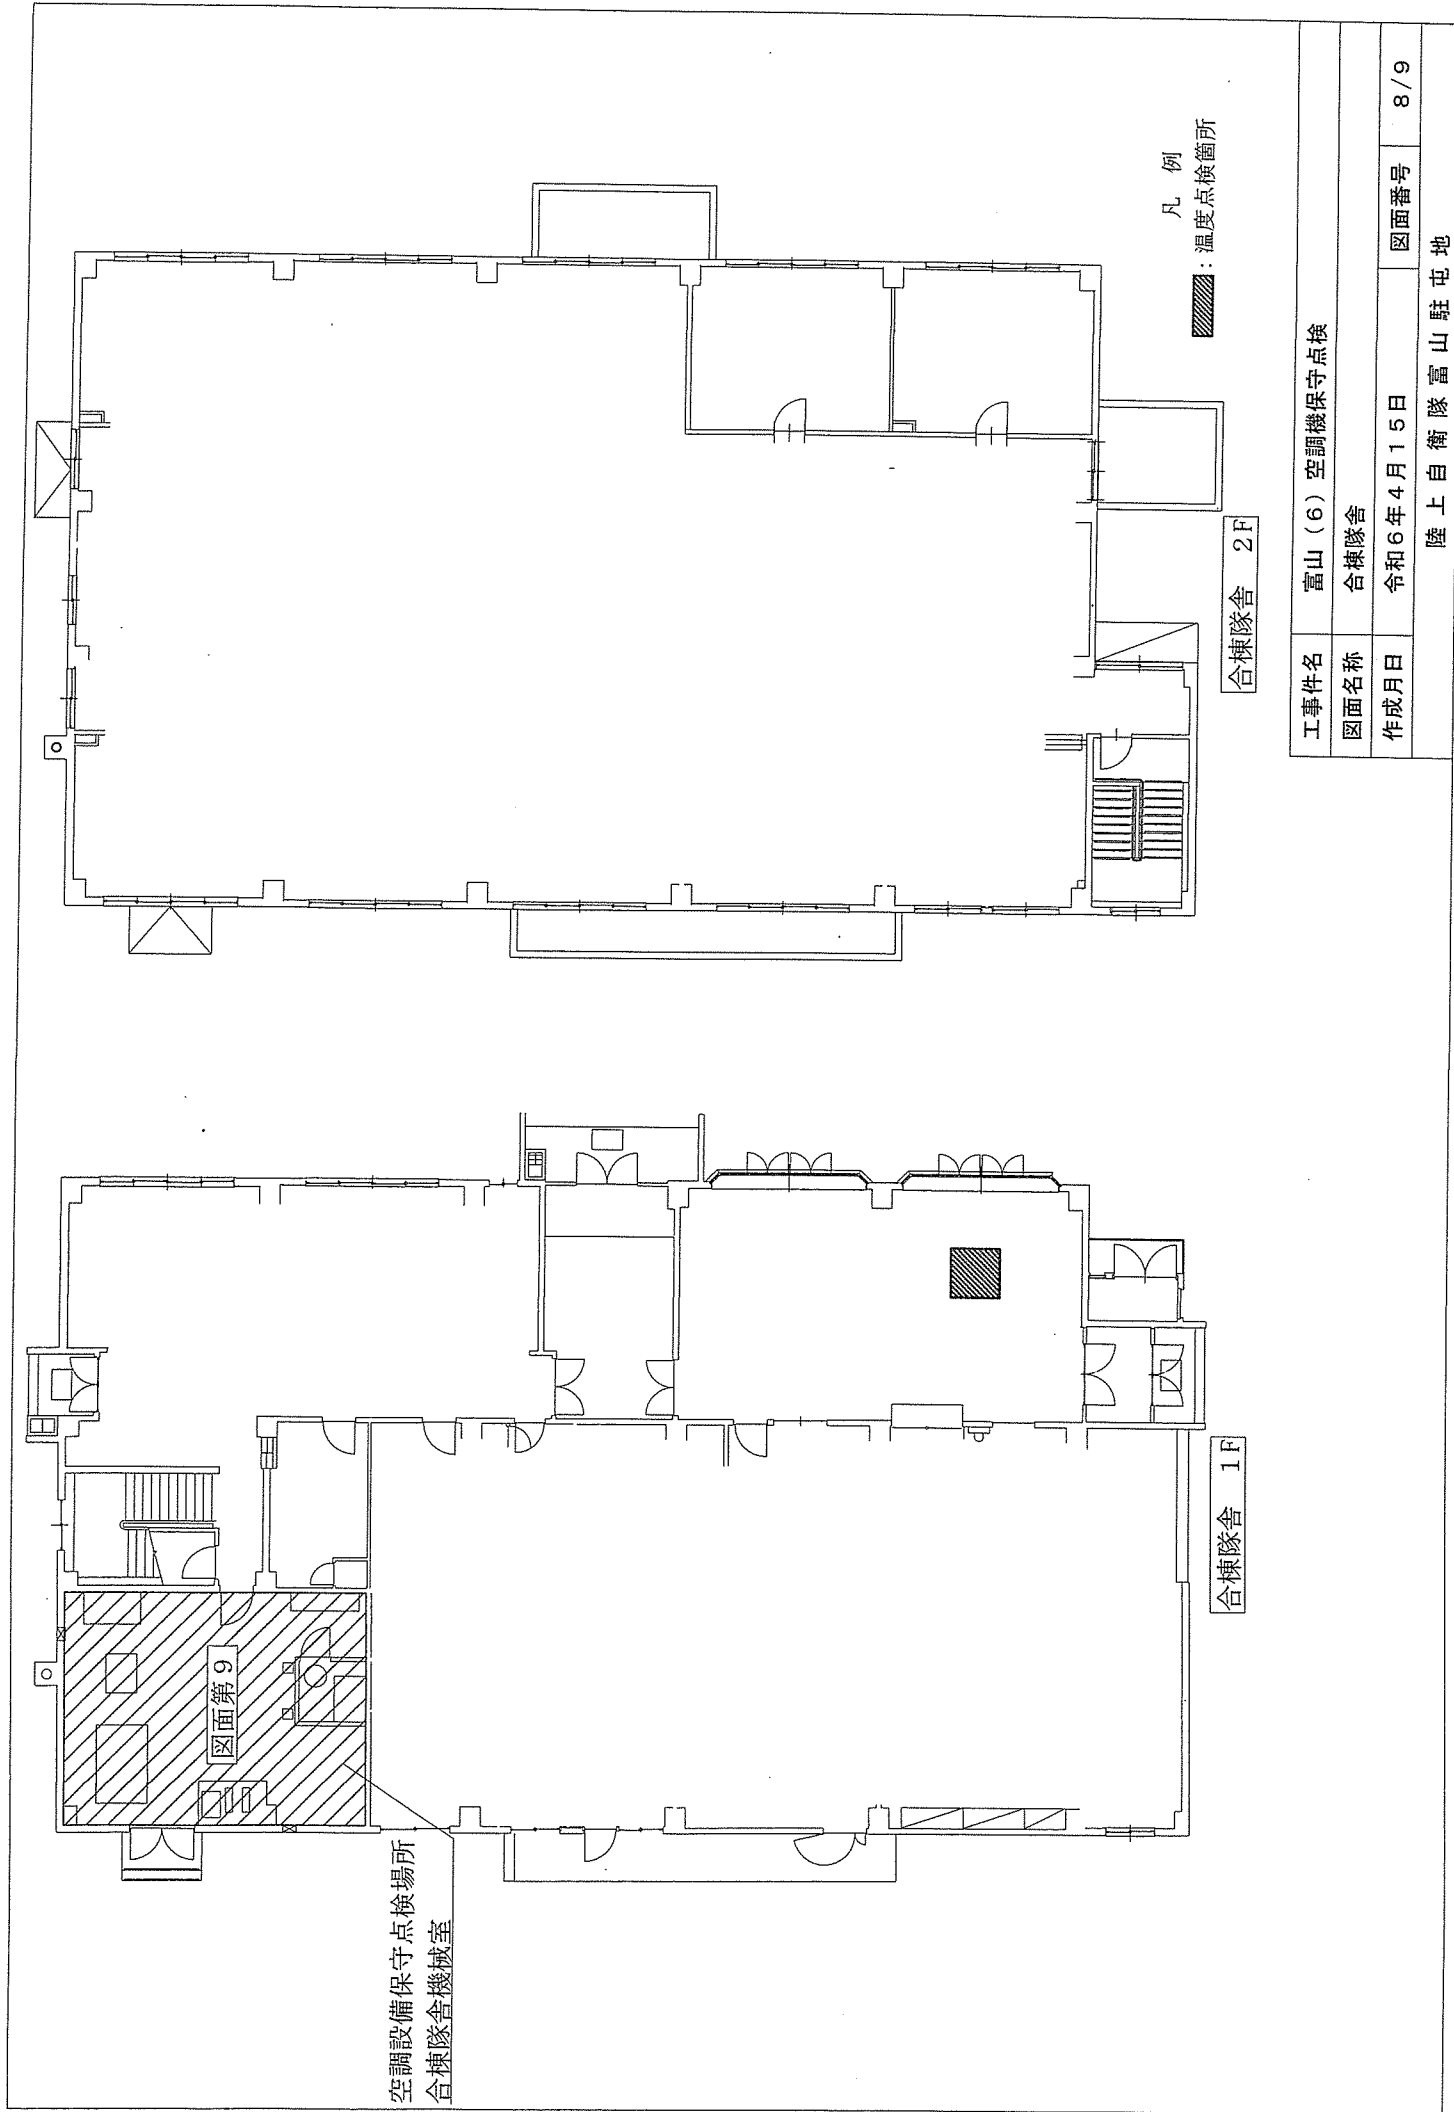 空調設備保守点検場所
合棟隊舎機械室
図面第9
合棟隊舎 1F
合棟隊舎 2F
凡 例
：温度点検箇所
工事件名 富山（6）空調機保守点検
図面名称 合棟隊舎
作成月日 令和6年4月15日 図面番号 8/9
陸上自衛隊富山駐屯地